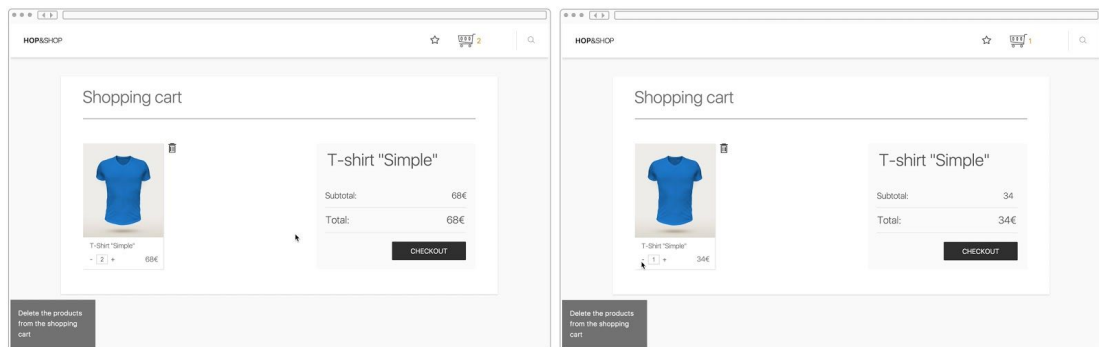 HOP&SHOP
2
Shopping cart
T-shirt "Simple"
Subtotal: 68€
Total: 68€
CHECKOUT
T-Shirt "Simple"
- 2 + 68€
Delete the products
from the shopping
cart
HOP&SHOP
1
Shopping cart
T-shirt "Simple"
Subtotal: 34
Total: 34€
CHECKOUT
T-Shirt "Simple"
- 1 + 34€
Delete the products
from the shopping
cart